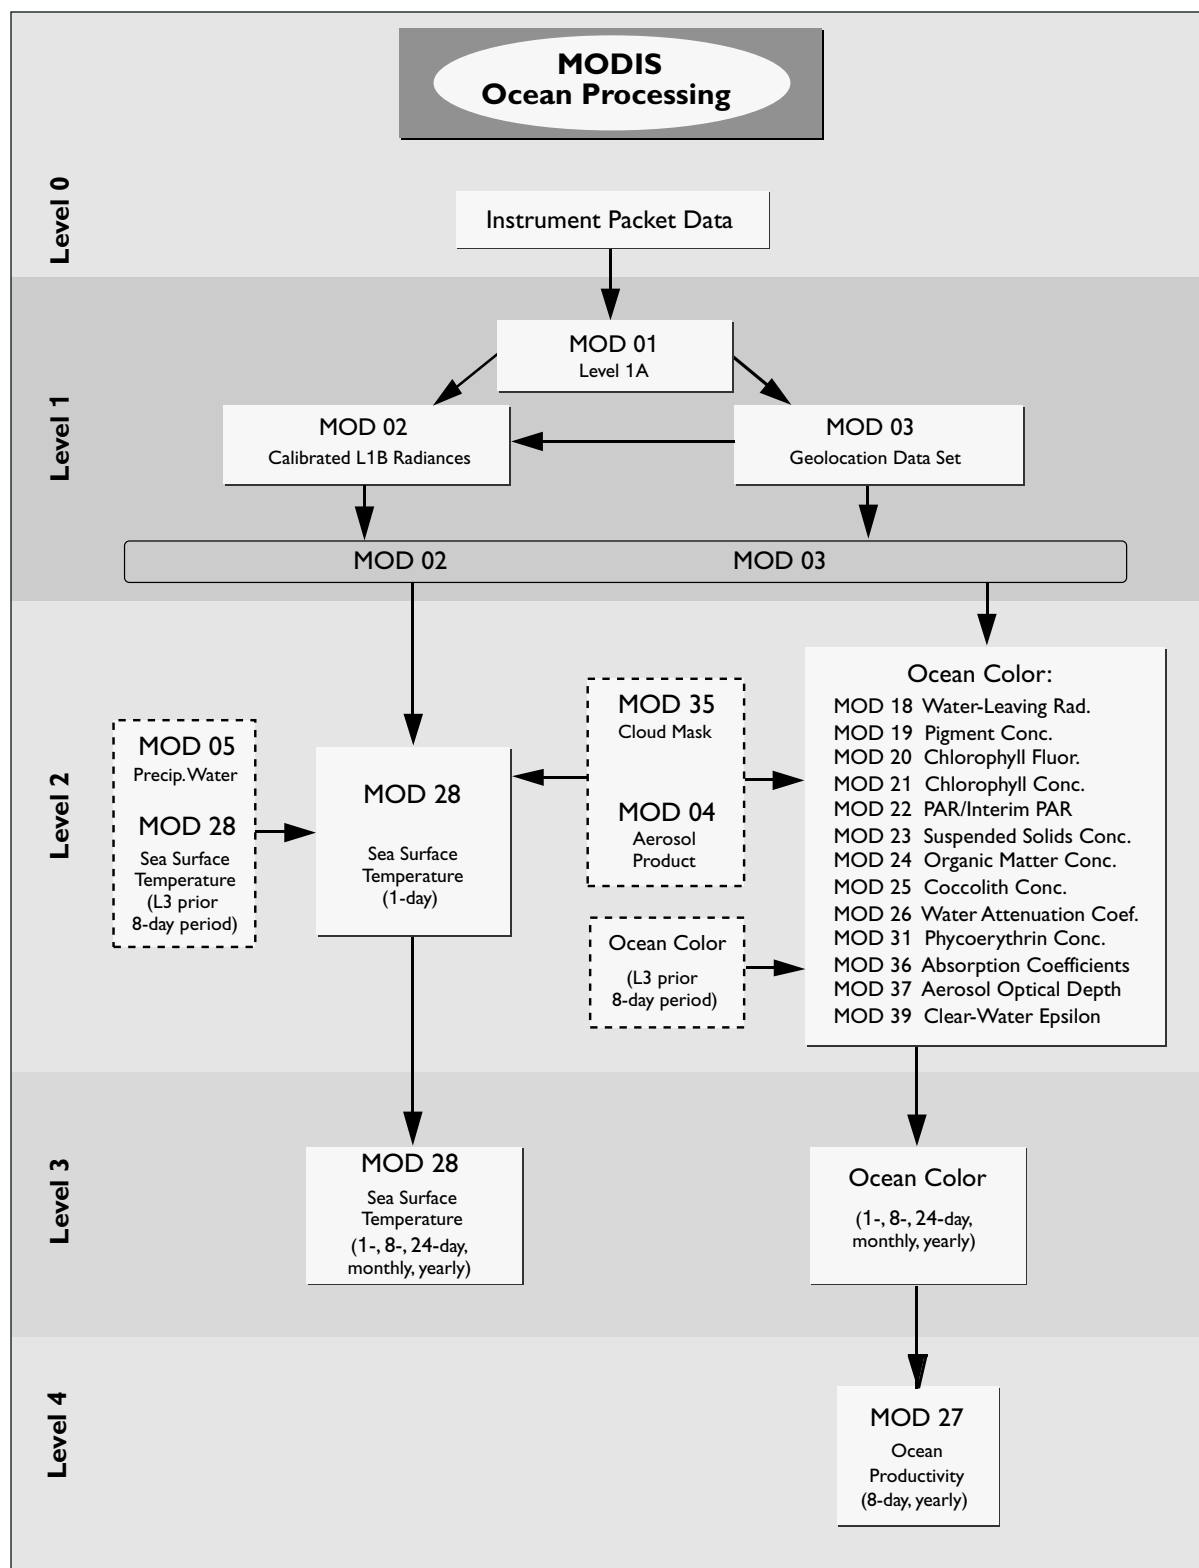 MODIS
Ocean Processing
Level 0
Instrument Packet Data
Level 1
MOD 01
Level 1A
MOD 02
Calibrated L1B Radiances
MOD 03
Geolocation Data Set
MOD 02
MOD 03
Level 2
MOD 05
Precip. Water
MOD 28
Sea Surface
Temperature
(L3 prior
8-day period)
MOD 28
Sea Surface
Temperature
(1-day)
MOD 35
Cloud Mask
MOD 04
Aerosol
Product
Ocean Color
(L3 prior
8-day period)
Ocean Color:
MOD 18 Water-Leaving Rad.
MOD 19 Pigment Conc.
MOD 20 Chlorophyll Fluor.
MOD 21 Chlorophyll Conc.
MOD 22 PAR/Interim PAR
MOD 23 Suspended Solids Conc.
MOD 24 Organic Matter Conc.
MOD 25 Coccolith Conc.
MOD 26 Water Attenuation Coef.
MOD 31 Phycoerythrin Conc.
MOD 36 Absorption Coefficients
MOD 37 Aerosol Optical Depth
MOD 39 Clear-Water Epsilon
Level 3
MOD 28
Sea Surface
Temperature
(1-, 8-, 24-day,
monthly, yearly)
Ocean Color
(1-, 8-, 24-day,
monthly, yearly)
Level 4
MOD 27
Ocean
Productivity
(8-day, yearly)